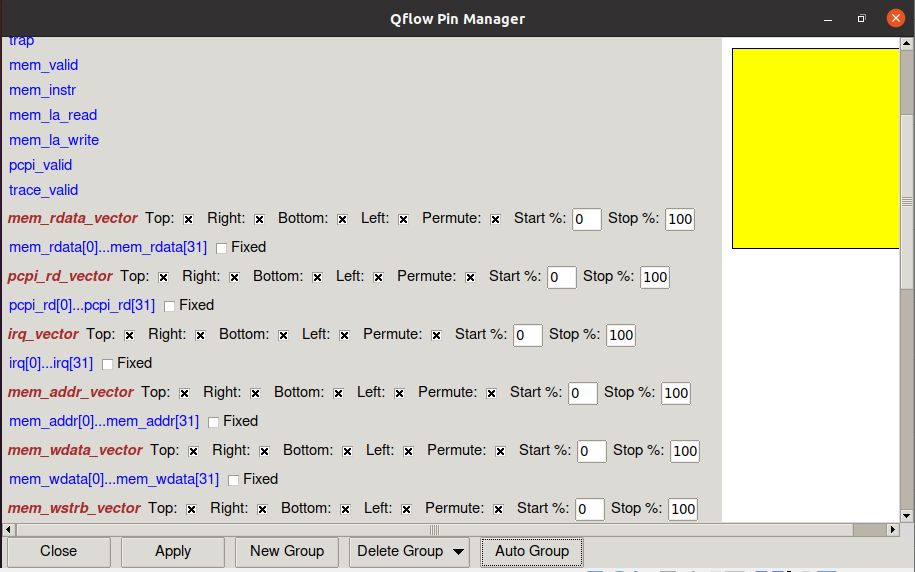 Qflow Pin Manager
trap
mem_valid
mem_instr
mem_la_read
mem_la_write
pcpi_valid
trace_valid
mem_rdata_vector Top: Right: Bottom: Left: Permute: Start %: 0 Stop %: 100
mem_rdata[0]...mem_rdata[31] Fixed
pcpi_rd_vector Top: Right: Bottom: Left: Permute: Start %: 0 Stop %: 100
pcpi_rd[0]...pcpi_rd[31] Fixed
irq_vector Top: Right: Bottom: Left: Permute: Start %: 0 Stop %: 100
irq[0]...irq[31] Fixed
mem_addr_vector Top: Right: Bottom: Left: Permute: Start %: 0 Stop %: 100
mem_addr[0]...mem_addr[31] Fixed
mem_wdata_vector Top: Right: Bottom: Left: Permute: Start %: 0 Stop %: 100
mem_wdata[0]...mem_wdata[31] Fixed
mem_wstrb_vector Top: Right: Bottom: Left: Permute: Start %: 0 Stop %: 100
Close Apply New Group Delete Group Auto Group